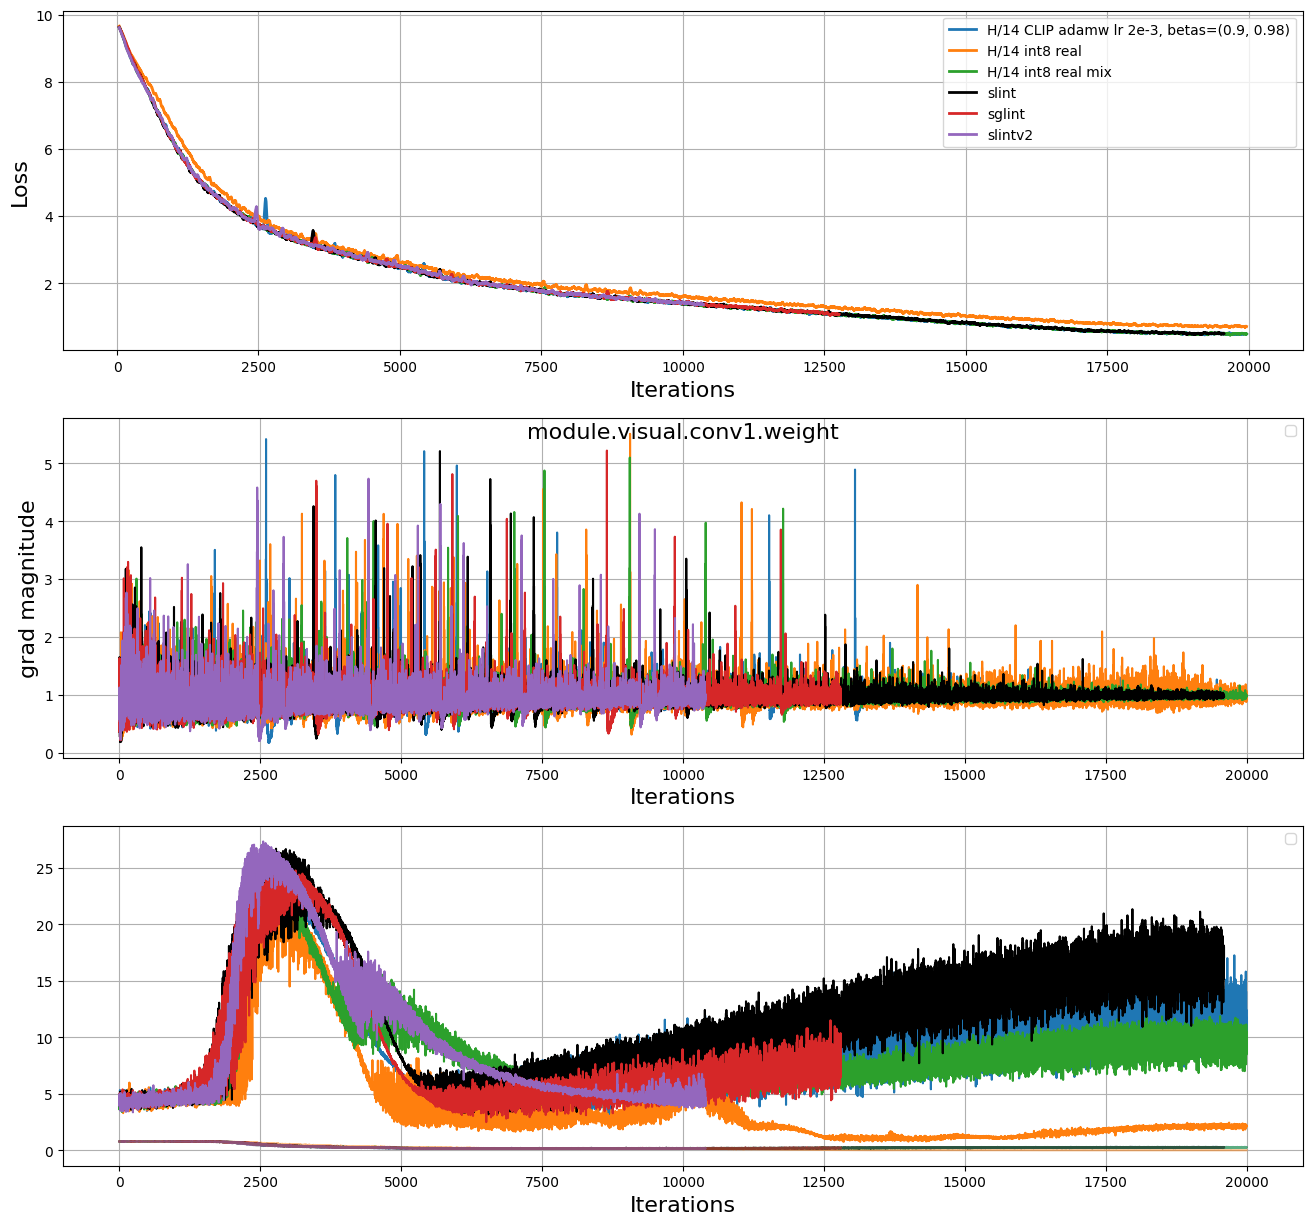 10
8
6
4
2
Loss
H/14 CLIP adamw lr 2e-3, betas=(0.9, 0.98)
H/14 int8 real
H/14 int8 real mix
slint
sglint
slintv2
0 2500 5000 7500 10000 12500 15000 17500 20000
Iterations
module.visual.conv1.weight
5
4
3
2
1
0
grad magnitude
0 2500 5000 7500 10000 12500 15000 17500 20000
Iterations
25
20
15
10
5
0
0 2500 5000 7500 10000 12500 15000 17500 20000
Iterations